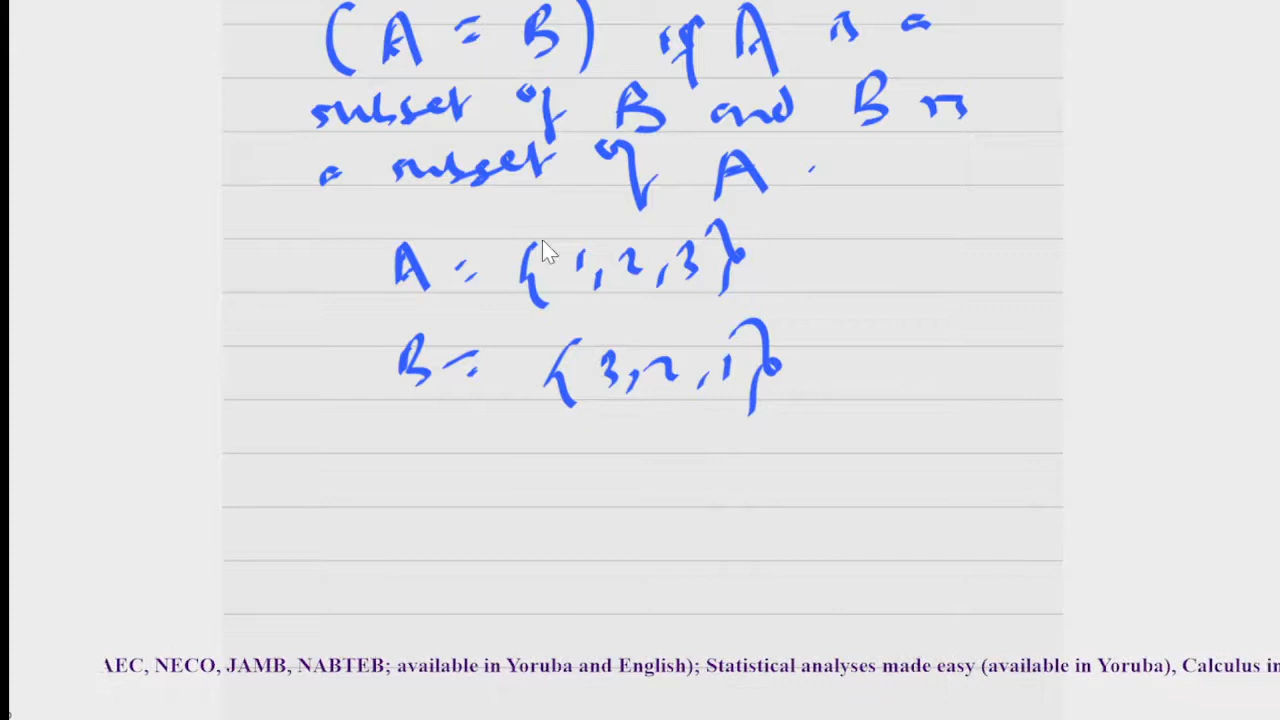 (A = B) if A is a
subset of B and B is
a subset of A.
A = {1, 2, 3}
B = {3, 2, 1}
AEC, NECO, JAMB, NABTEB; available in Yoruba and English); Statistical analyses made easy (available in Yoruba), Calculus in